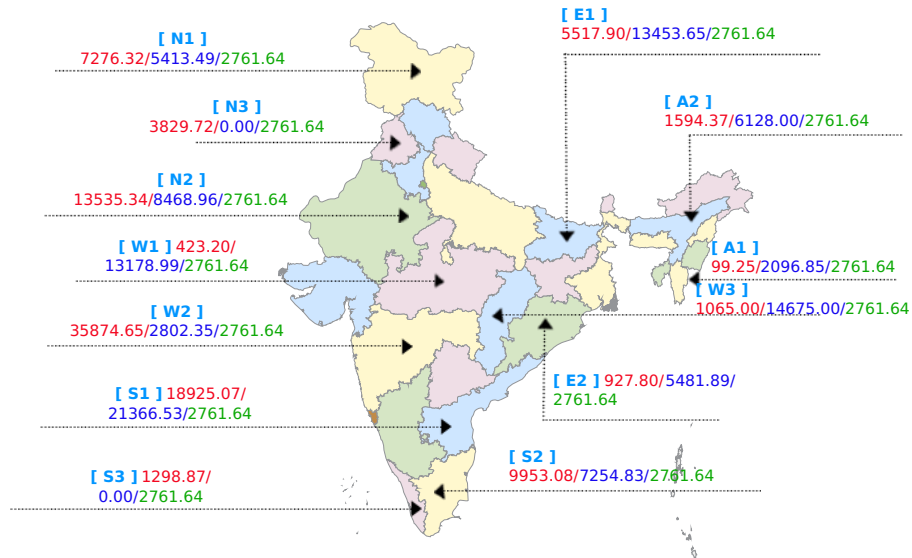 [ E1 ]
5517.90/13453.65/2761.64
[ N1 ]
7276.32/5413.49/2761.64
[ N3 ]
3829.72/0.00/2761.64
[ A2 ]
1594.37/6128.00/2761.64
[ N2 ]
13535.34/8468.96/2761.64
[ W1 ] 423.20/
13178.99/2761.64
[ A1 ]
99.25/2096.85/2761.64
[ W3 ]
1065.00/14675.00/2761.64
[ W2 ]
35874.65/2802.35/2761.64
[ E2 ] 927.80/5481.89/
2761.64
[ S1 ] 18925.07/
21366.53/2761.64
[ S2 ]
9953.08/7254.83/2761.64
[ S3 ] 1298.87/
0.00/2761.64